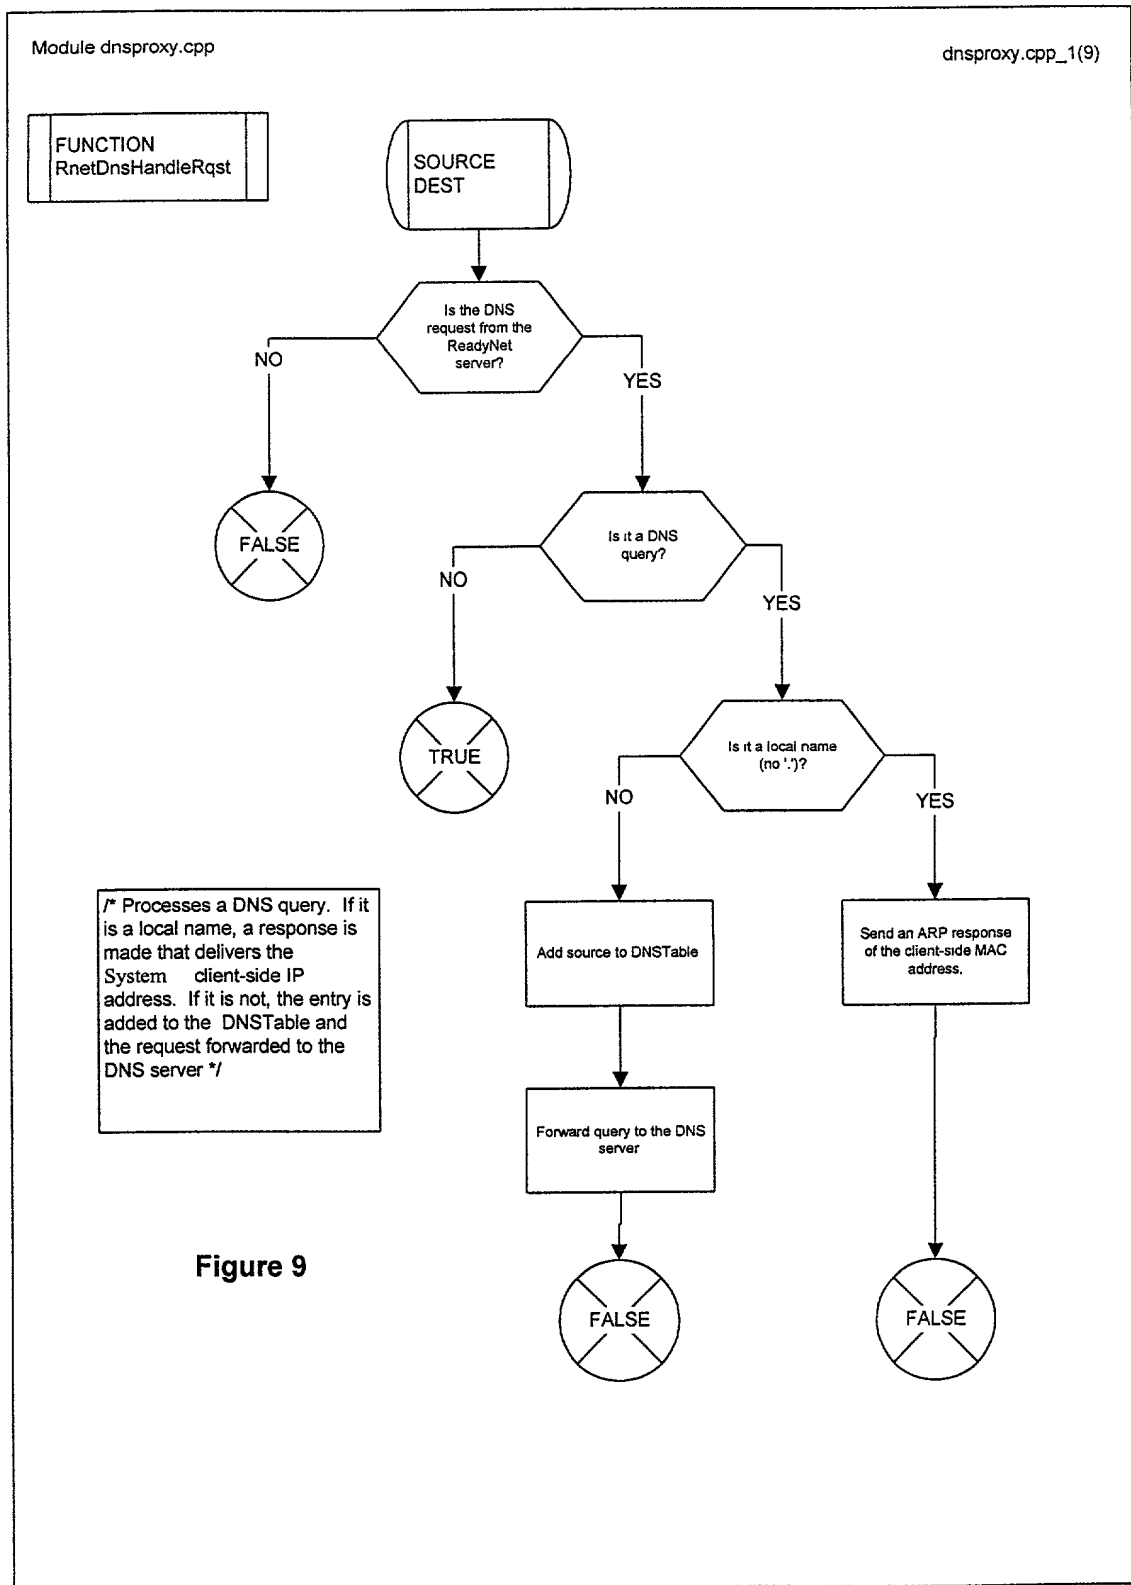 Module dnsproxy.cpp
dnsproxy.cpp_1(9)
FUNCTION
RnetDnsHandleRqst
SOURCE
DEST
Is the DNS
request from the
ReadyNet
server?
NO
YES
FALSE
Is it a DNS
query?
NO
YES
TRUE
Is it a local name
(no '.')?
NO
YES
/* Processes a DNS query. If it
is a local name, a response is
made that delivers the
System client-side IP
address. If it is not, the entry is
added to the DNSTable and
the request forwarded to the
DNS server */
Add source to DNSTable
Send an ARP response
of the client-side MAC
address.
Forward query to the DNS
server
Figure 9
FALSE
FALSE